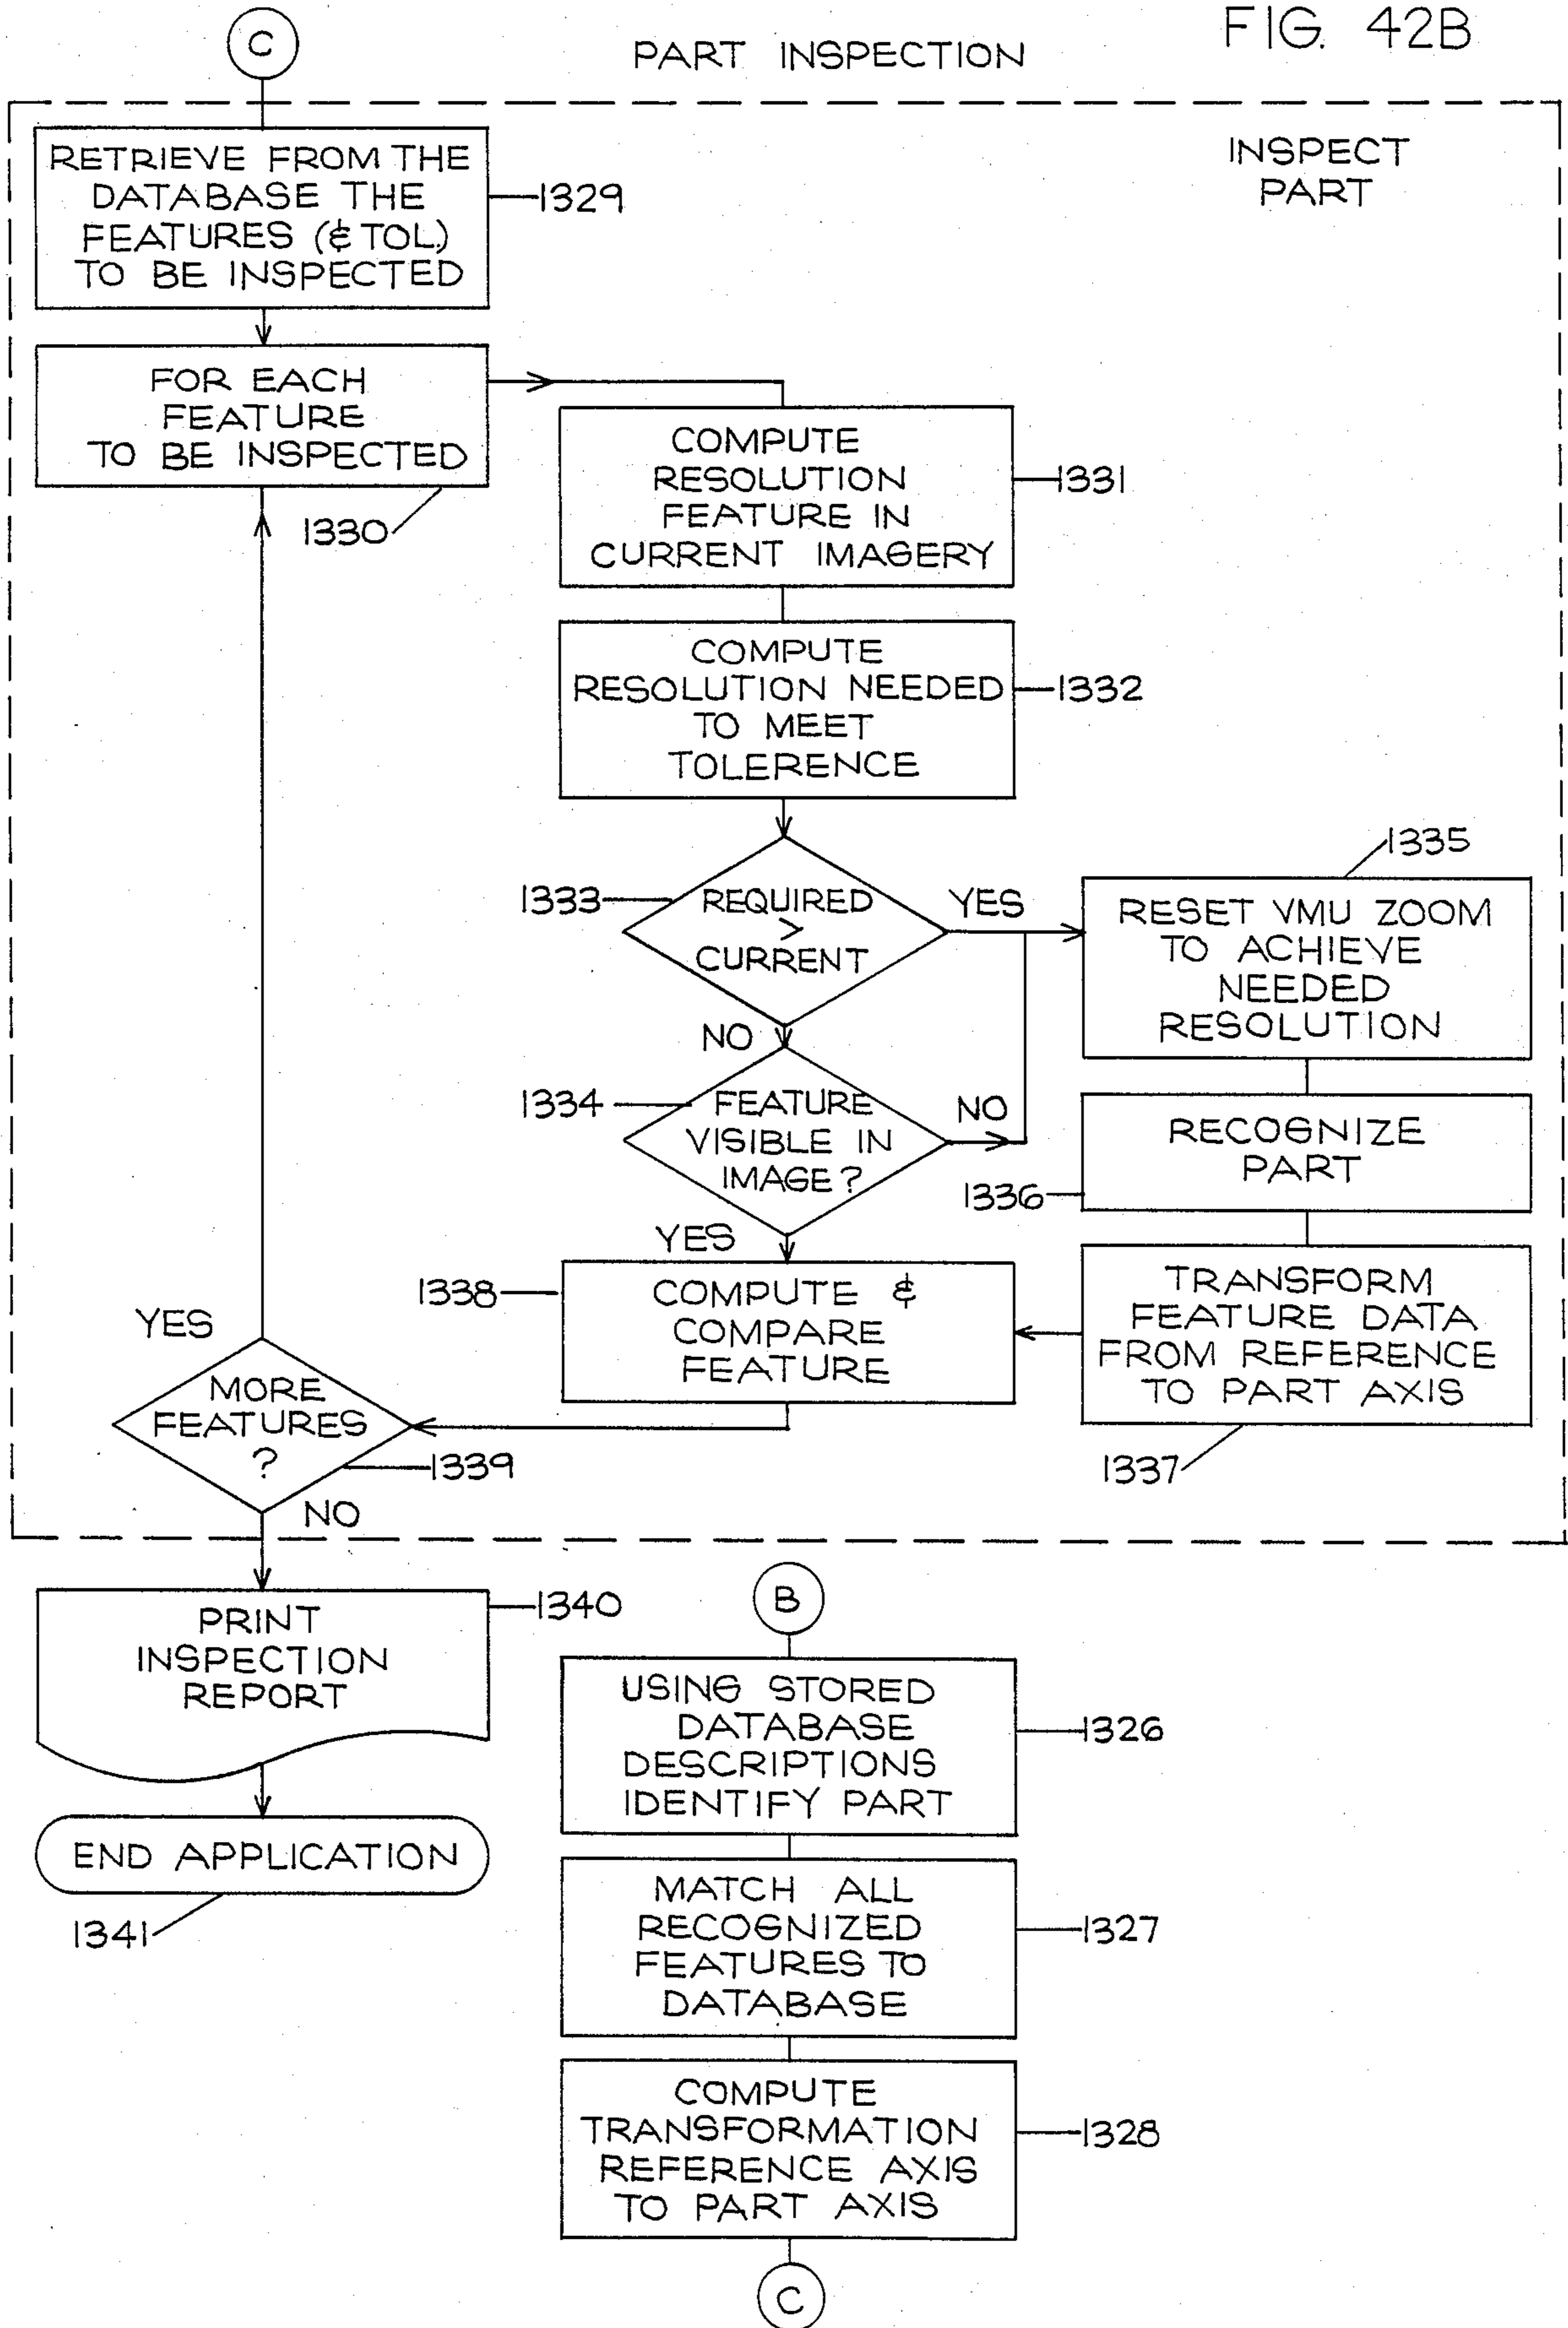 FIG. 42B
PART INSPECTION
C
INSPECT
PART
RETRIEVE FROM THE
DATABASE THE
FEATURES (& TOL.)
TO BE INSPECTED
1329
FOR EACH
FEATURE
TO BE INSPECTED
1330
COMPUTE
RESOLUTION
FEATURE IN
CURRENT IMAGERY
1331
COMPUTE
RESOLUTION NEEDED
TO MEET
TOLERENCE
1332
1333
REQUIRED
>
CURRENT
YES
NO
1335
RESET VMU ZOOM
TO ACHIEVE
NEEDED
RESOLUTION
1334
FEATURE
VISIBLE IN
IMAGE?
NO
YES
RECOGNIZE
PART
1336
TRANSFORM
FEATURE DATA
FROM REFERENCE
TO PART AXIS
1337
1338
COMPUTE &
COMPARE
FEATURE
YES
MORE
FEATURES
?
1339
NO
PRINT
INSPECTION
REPORT
1340
END APPLICATION
1341
B
USING STORED
DATABASE
DESCRIPTIONS
IDENTIFY PART
1326
MATCH ALL
RECOGNIZED
FEATURES TO
DATABASE
1327
COMPUTE
TRANSFORMATION
REFERENCE AXIS
TO PART AXIS
1328
C